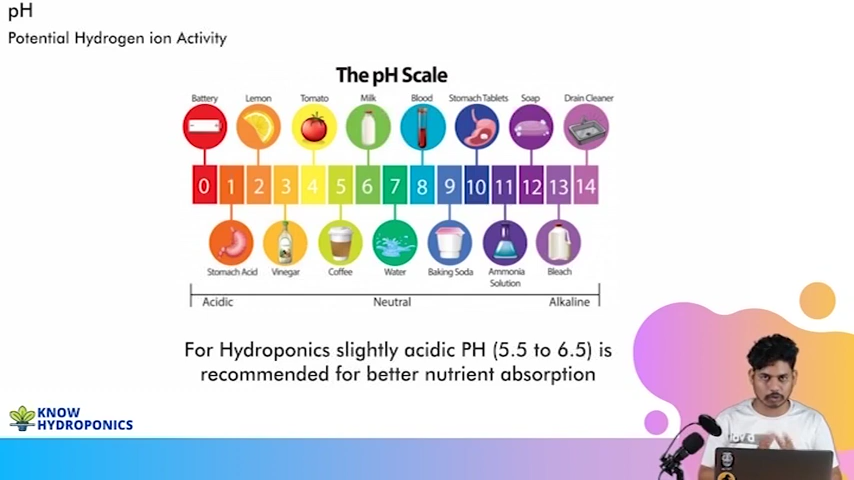 pH
Potential Hydrogen ion Activity
The pH Scale
Battery Lemon Tomato Milk Blood Stomach Tablets Soap Drain Cleaner
0 1 2 3 4 5 6 7 8 9 10 11 12 13 14
Stomach Acid Vinegar Coffee Water Baking Soda Ammonia Solution Bleach
Acidic Neutral Alkaline
For Hydroponics slightly acidic PH (5.5 to 6.5) is
recommended for better nutrient absorption
KNOW
HYDROPONICS